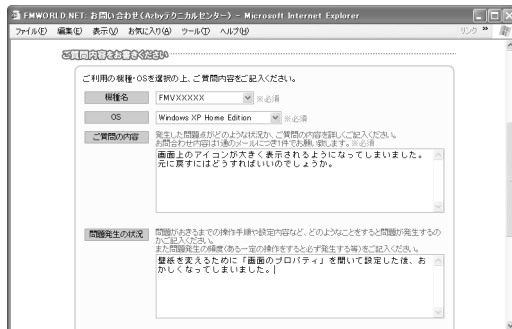 FMWORLD.NET: お問い合わせ(Azbyテクニカルセンター) - Microsoft Internet Explorer
ファイル(F) 編集(E) 表示(V) お気に入り(A) ツール(T) ヘルプ(H) リンク »
ご質問内容をお書きください
ご利用の機種・OSを選択の上、ご質問内容をご記入ください。
機種名 FMVXXXXX ※必須
OS Windows XP Home Edition ※必須
ご質問の内容 発生した問題点がどのような状況か、ご質問の内容を詳しくご記入ください。
お問合わせ内容は1通のメールにつき1件でお願い致します。※必須
画面上のアイコンが大きく表示されるようになってしまいました。
元に戻すにはどうすればいいのでしょうか。
問題発生の状況 問題がおきるまでの操作手順や設定内容など、どのようなことをすると問題が発生するの
かご記入ください。
また問題発生の頻度(ある一定の操作をすると必ず発生する等)をご記入ください。
壁紙を変えるために「画面のプロパティ」を開いて設定した後、お
かしくなってしまいました。